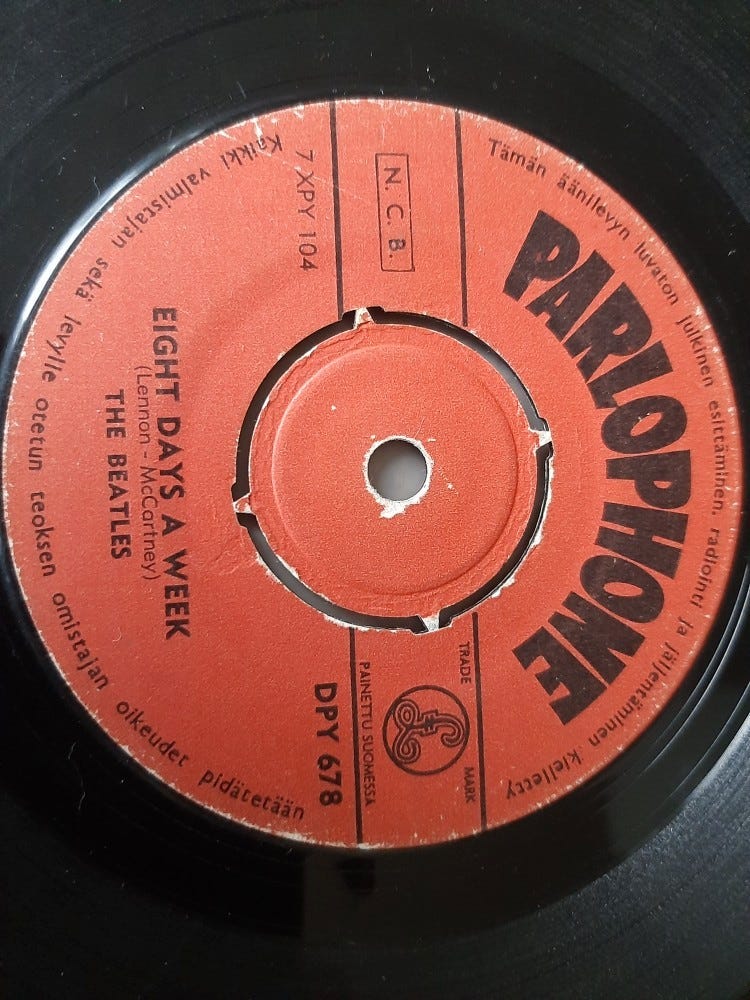 Tämän äänilevyn luvaton julkinen esittäminen, radiointi ja jäljentäminen kielletty
PARLOPHONE
N. C. B.
TRADE MARK
£
PAINETTU SUOMESSA
7 XPY 104
DPY 678
EIGHT DAYS A WEEK
(Lennon - McCartney)
THE BEATLES
Kaikki valmistajan sekä levylle otetun teoksen omistajan oikeudet pidätetään